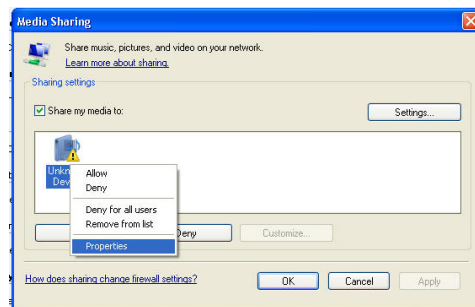 Media Sharing
Share music, pictures, and video on your network.
Learn more about sharing.
Sharing settings
Share my media to:
Settings...
Allow
Deny
Deny for all users
Remove from list
Properties
Deny
Customize...
How does sharing change firewall settings?
OK
Cancel
Apply